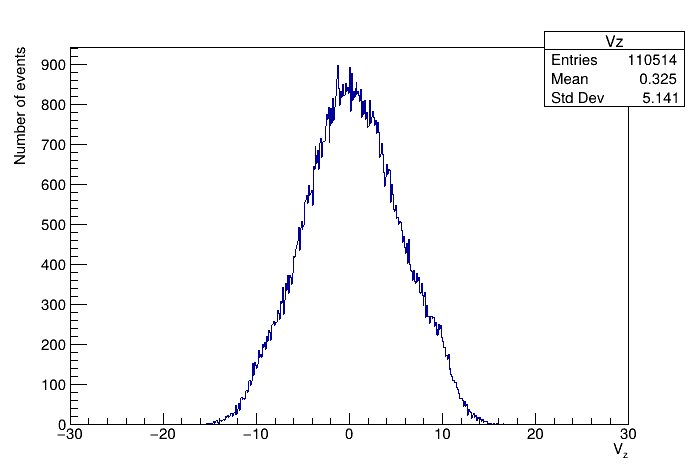 Vz
Entries 110514
Mean 0.325
Std Dev 5.141
Number of events
900
800
700
600
500
400
300
200
100
0
−30 −20 −10 0 10 20 30
Vz